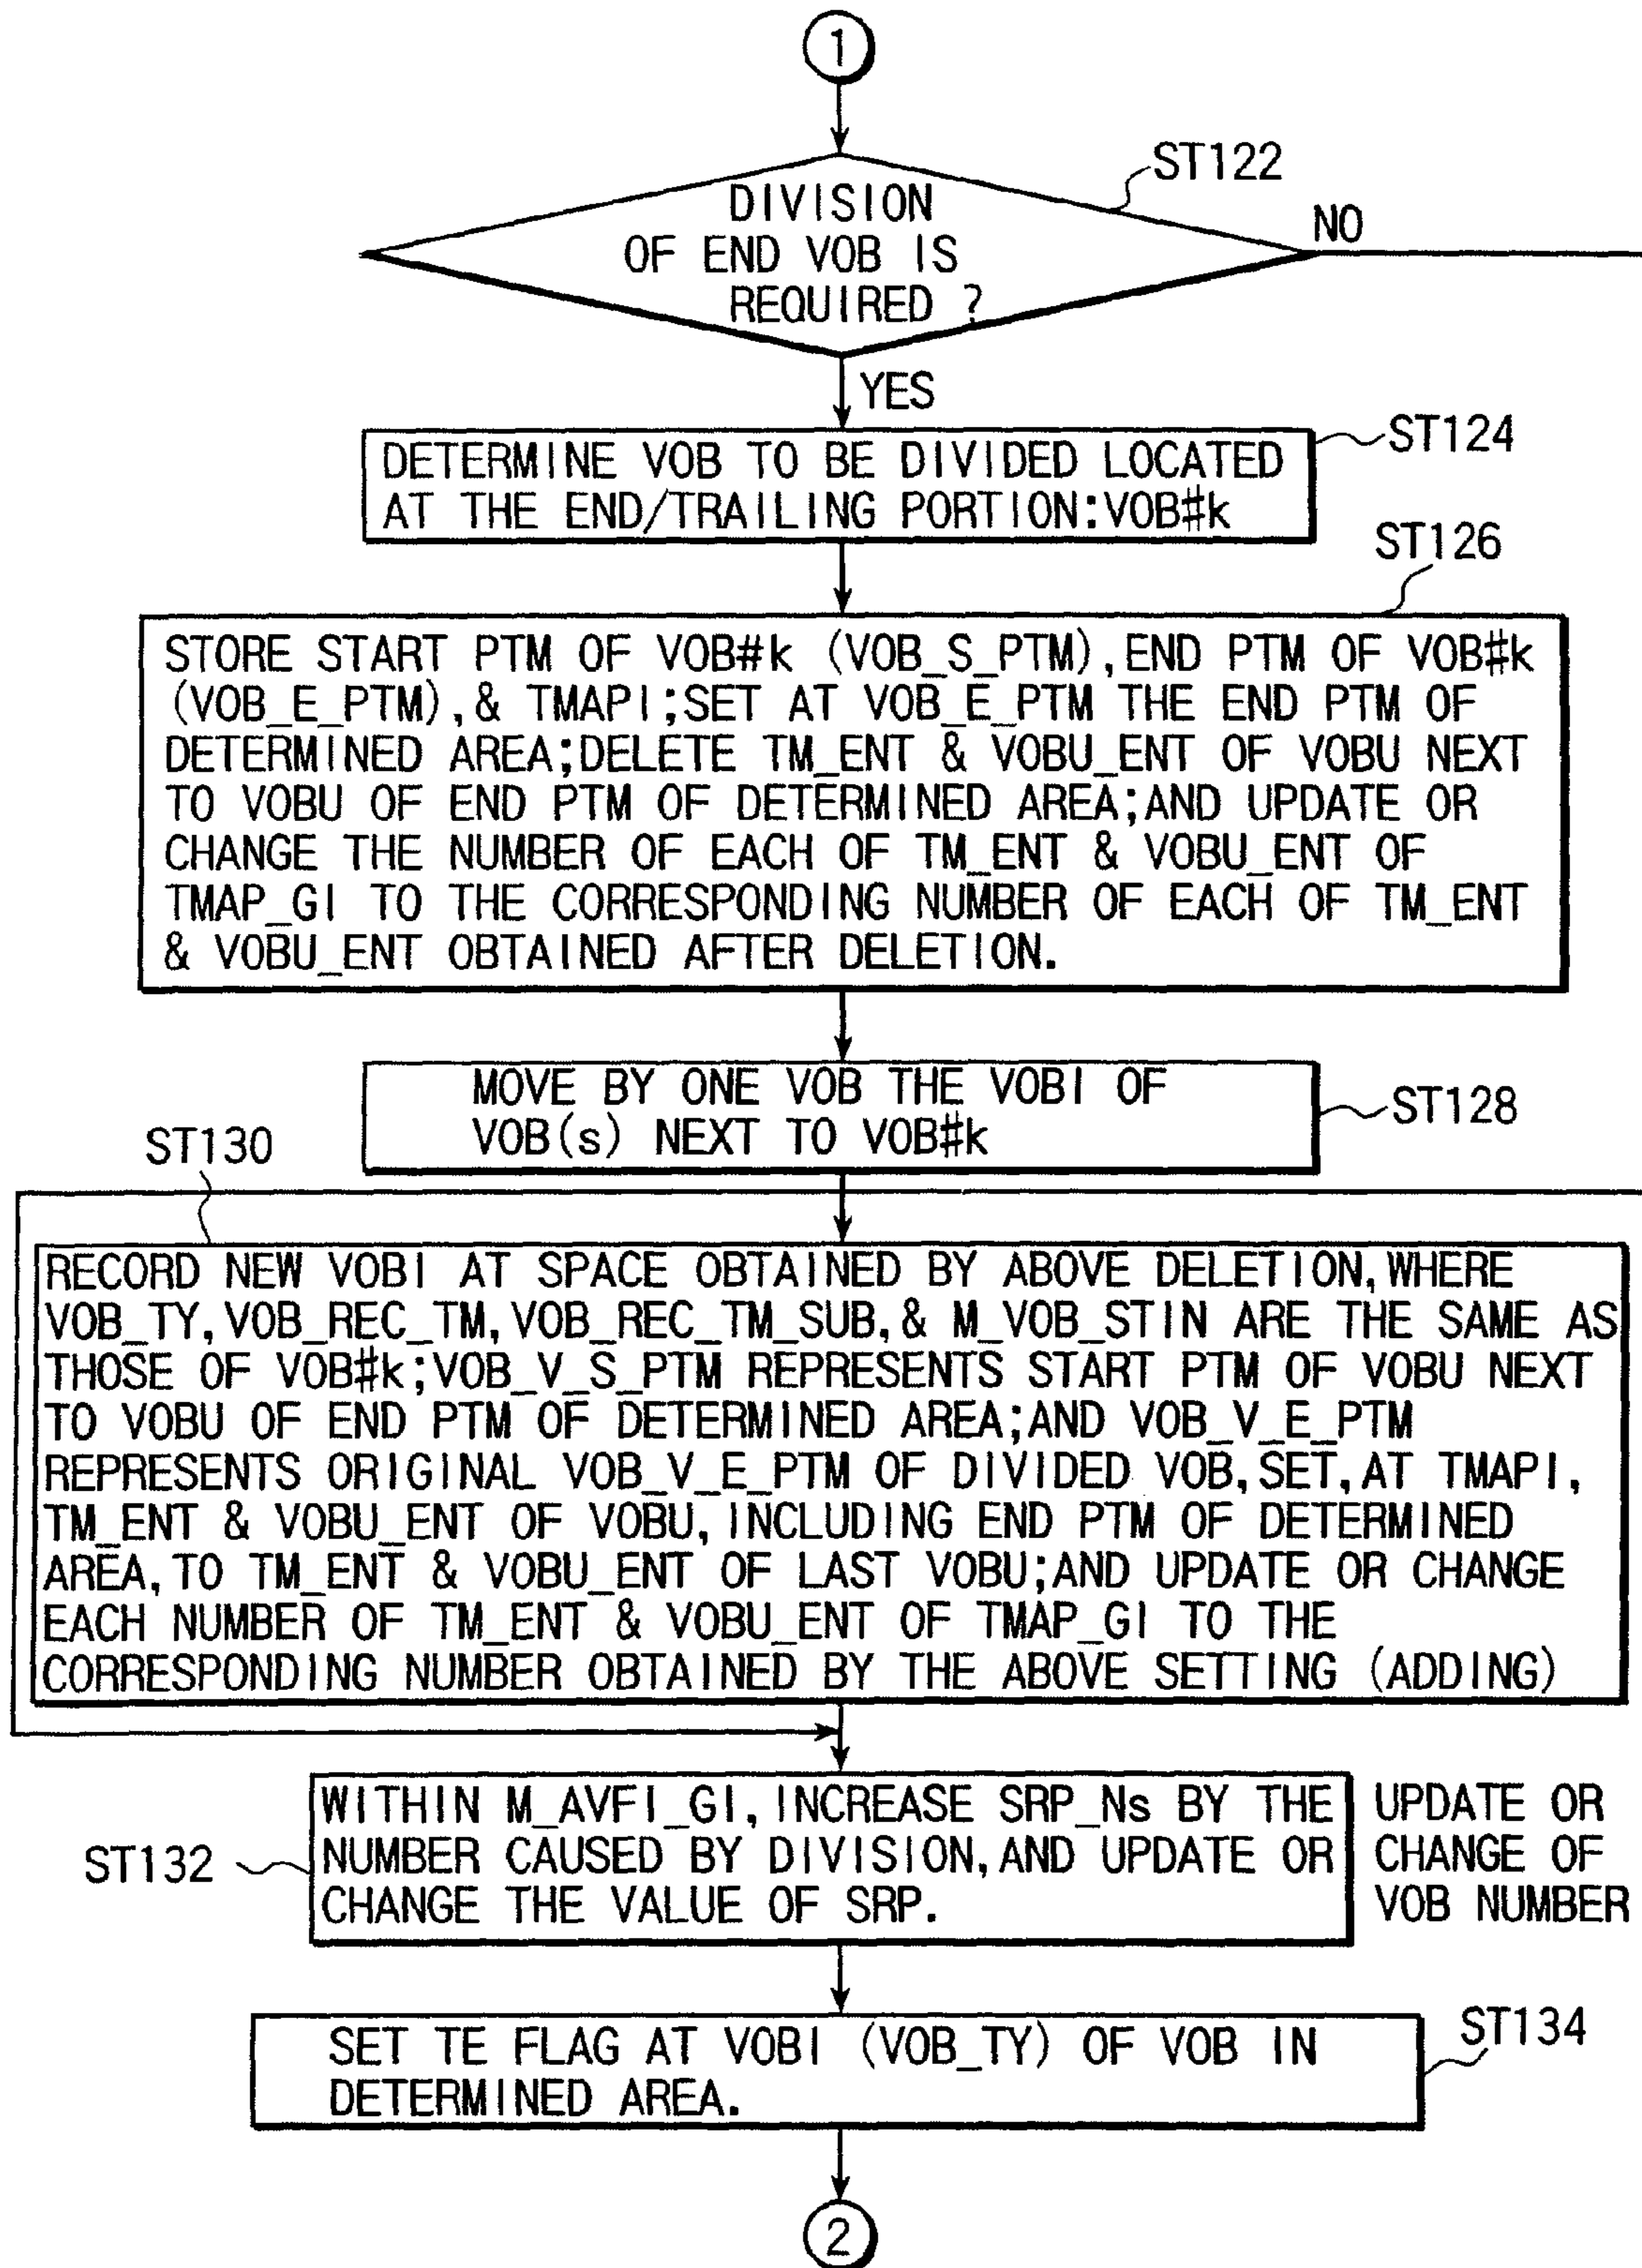 1
DIVISION
OF END VOB IS
REQUIRED ?
ST122
NO
YES
DETERMINE VOB TO BE DIVIDED LOCATED
AT THE END/TRAILING PORTION:VOB#k
ST124
ST126
STORE START PTM OF VOB#k (VOB_S_PTM),END PTM OF VOB#k
(VOB_E_PTM),& TMAPI;SET AT VOB_E_PTM THE END PTM OF
DETERMINED AREA;DELETE TM_ENT & VOBU_ENT OF VOBU NEXT
TO VOBU OF END PTM OF DETERMINED AREA;AND UPDATE OR
CHANGE THE NUMBER OF EACH OF TM_ENT & VOBU_ENT OF
TMAP_GI TO THE CORRESPONDING NUMBER OF EACH OF TM_ENT
& VOBU_ENT OBTAINED AFTER DELETION.
MOVE BY ONE VOB THE VOBI OF
VOB(s) NEXT TO VOB#k
ST128
ST130
RECORD NEW VOBI AT SPACE OBTAINED BY ABOVE DELETION,WHERE
VOB_TY,VOB_REC_TM,VOB_REC_TM_SUB,& M_VOB_STIN ARE THE SAME AS
THOSE OF VOB#k;VOB_V_S_PTM REPRESENTS START PTM OF VOBU NEXT
TO VOBU OF END PTM OF DETERMINED AREA;AND VOB_V_E_PTM
REPRESENTS ORIGINAL VOB_V_E_PTM OF DIVIDED VOB,SET,AT TMAPI,
TM_ENT & VOBU_ENT OF VOBU,INCLUDING END PTM OF DETERMINED
AREA,TO TM_ENT & VOBU_ENT OF LAST VOBU;AND UPDATE OR CHANGE
EACH NUMBER OF TM_ENT & VOBU_ENT OF TMAP_GI TO THE
CORRESPONDING NUMBER OBTAINED BY THE ABOVE SETTING (ADDING)
WITHIN M_AVFI_GI,INCREASE SRP_Ns BY THE
NUMBER CAUSED BY DIVISION,AND UPDATE OR
CHANGE THE VALUE OF SRP.
ST132
UPDATE OR
CHANGE OF
VOB NUMBER
SET TE FLAG AT VOBI (VOB_TY) OF VOB IN
DETERMINED AREA.
ST134
2